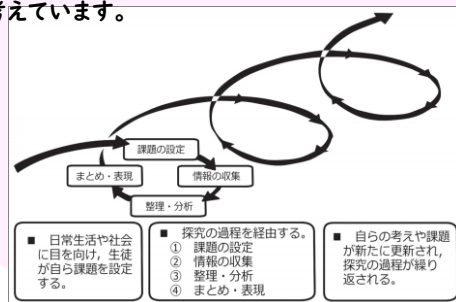 考えています。
課題の設定
まとめ・表現
情報の収集
整理・分析
■ 日常生活や社会
に目を向け，生徒
が自ら課題を設定
する。
■ 探究の過程を経由する。
① 課題の設定
② 情報の収集
③ 整理・分析
④ まとめ・表現
■ 自らの考えや課題
が新たに更新され，
探究の過程が繰り
返される。